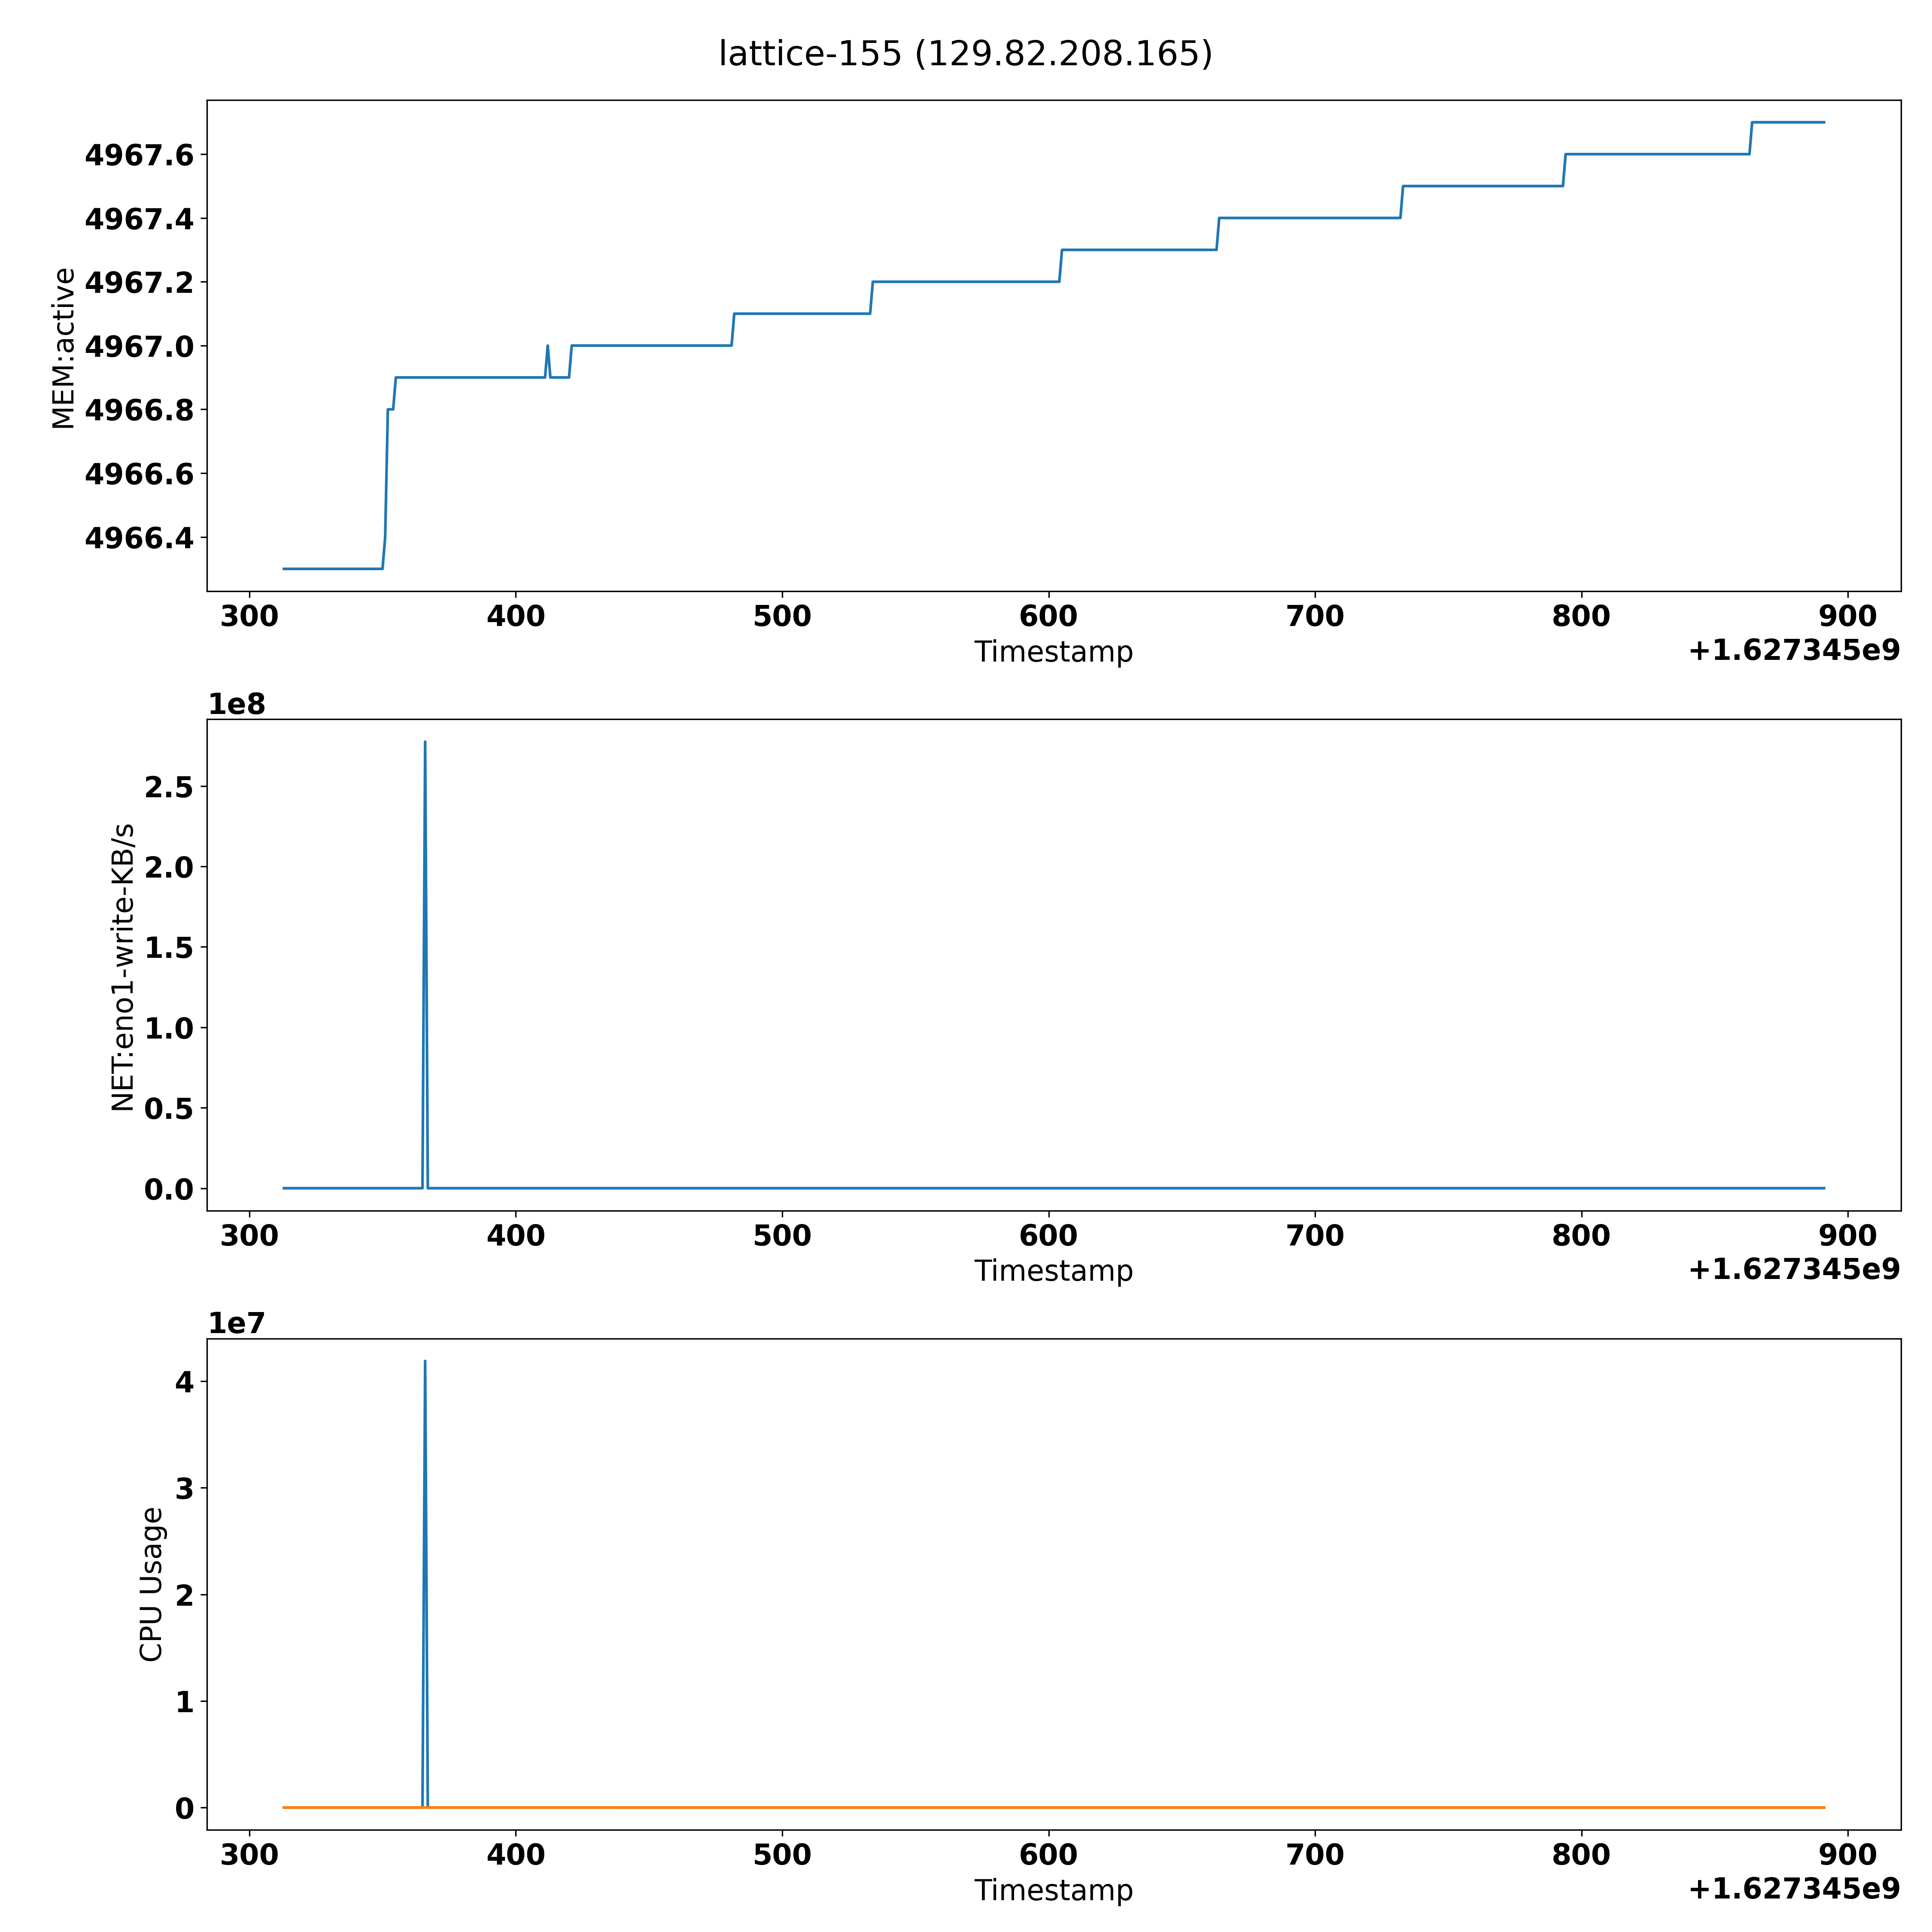 lattice-155 (129.82.208.165)
MEM:active
4967.6
4967.4
4967.2
4967.0
4966.8
4966.6
4966.4
300 400 500 600 700 800 900
Timestamp
+1.627345e9
1e8
NET:eno1-write-KB/s
2.5
2.0
1.5
1.0
0.5
0.0
300 400 500 600 700 800 900
Timestamp
+1.627345e9
1e7
CPU Usage
4
3
2
1
0
300 400 500 600 700 800 900
Timestamp
+1.627345e9